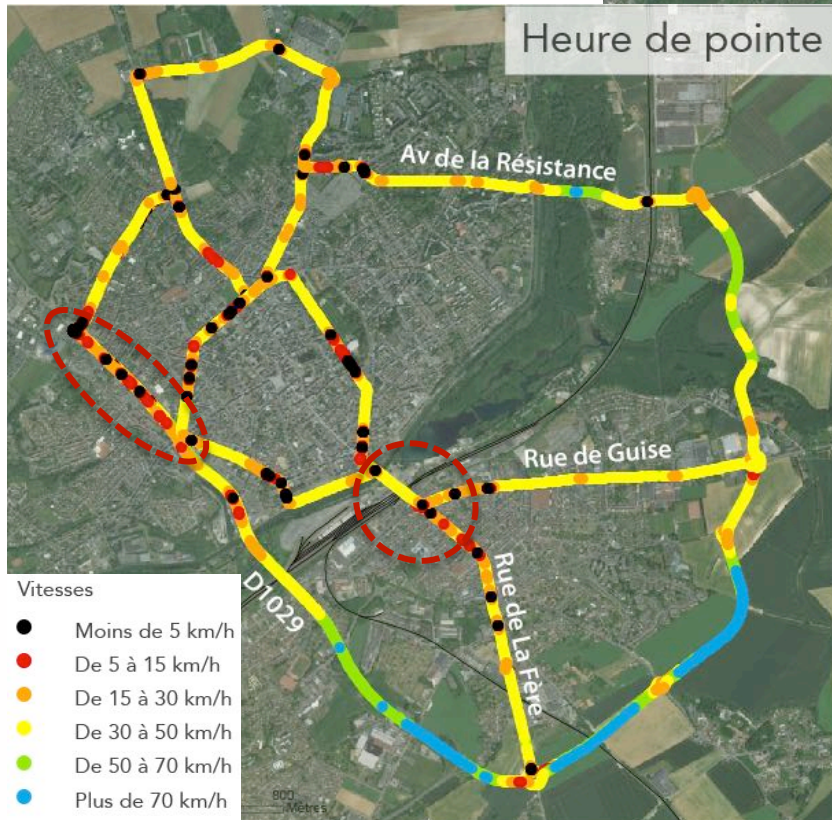 Heure de pointe
Av de la Résistance
Rue de Guise
Rue de La Fère
D1029
Vitesses
Moins de 5 km/h
De 5 à 15 km/h
De 15 à 30 km/h
De 30 à 50 km/h
De 50 à 70 km/h
Plus de 70 km/h
800
Mètres